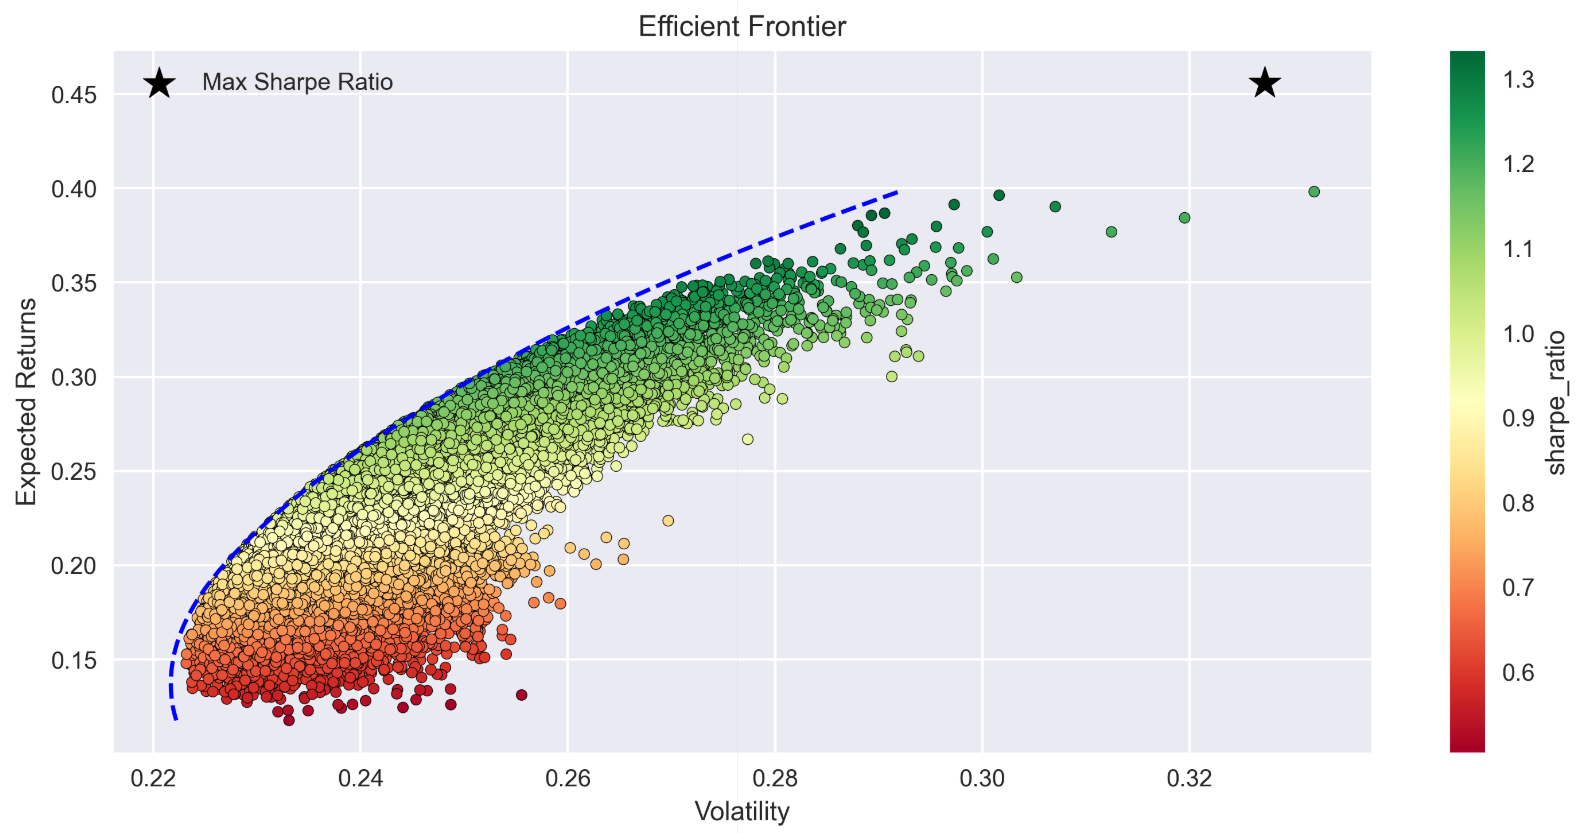 Efficient Frontier
Max Sharpe Ratio
0.45
0.40
0.35
0.30
0.25
0.20
0.15
Expected Returns
0.22 0.24 0.26 0.28 0.30 0.32
Volatility
1.3
1.2
1.1
1.0
0.9
0.8
0.7
0.6
sharpe_ratio